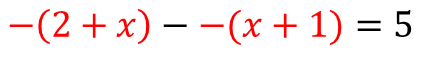 −(2 + x) − −(x + 1) = 5